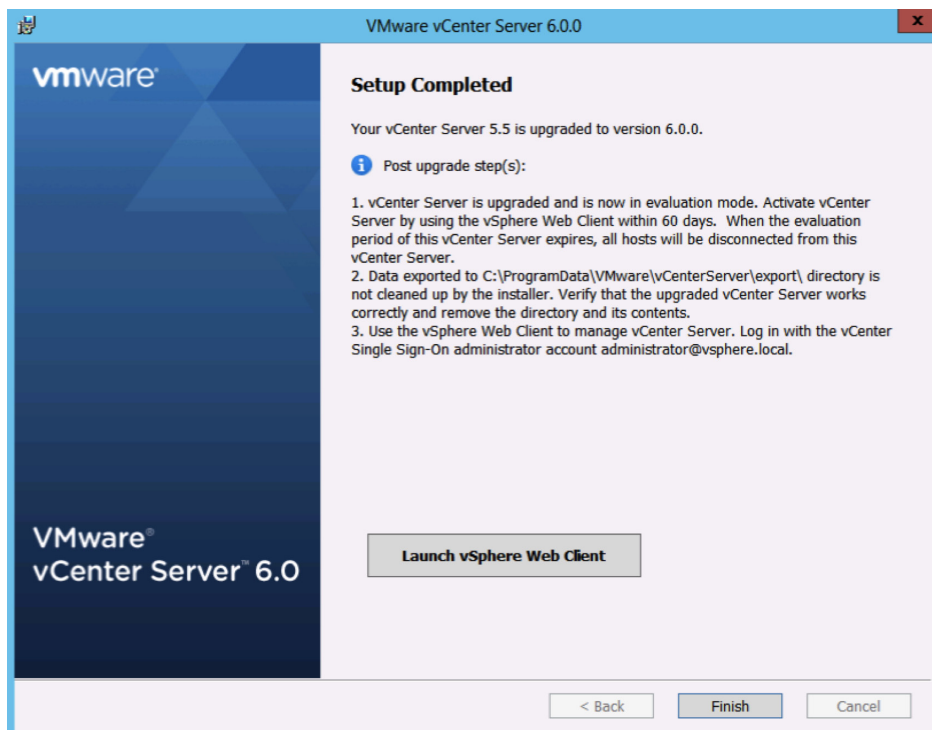 VMware vCenter Server 6.0.0
x
vmware®
Setup Completed
Your vCenter Server 5.5 is upgraded to version 6.0.0.
Post upgrade step(s):
1. vCenter Server is upgraded and is now in evaluation mode. Activate vCenter
Server by using the vSphere Web Client within 60 days. When the evaluation
period of this vCenter Server expires, all hosts will be disconnected from this
vCenter Server.
2. Data exported to C:\ProgramData\VMware\vCenterServer\export\ directory is
not cleaned up by the installer. Verify that the upgraded vCenter Server works
correctly and remove the directory and its contents.
3. Use the vSphere Web Client to manage vCenter Server. Log in with the vCenter
Single Sign-On administrator account administrator@vsphere.local.
VMware®
vCenter Server™ 6.0
Launch vSphere Web Client
< Back
Finish
Cancel